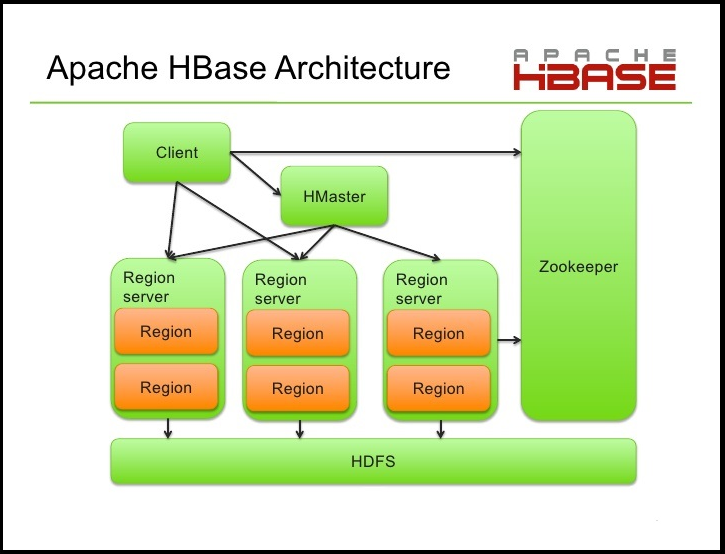 Apache HBase Architecture
APACHE
HBASE
Client
HMaster
Zookeeper
Region
server
Region
Region
Region
server
Region
Region
Region
server
Region
Region
HDFS